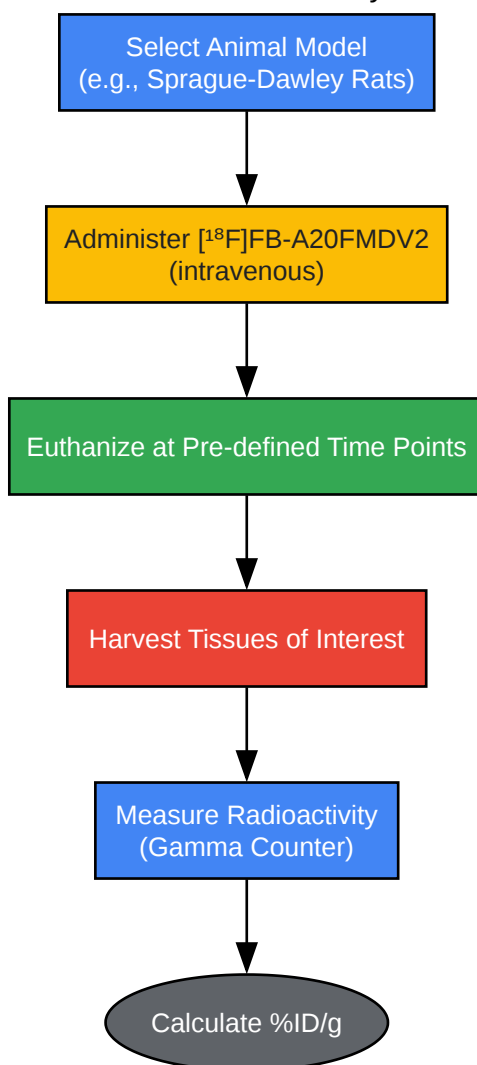 Select Animal Model
(e.g., Sprague-Dawley Rats)
Administer [¹⁸F]FB-A20FMDV2
(intravenous)
Euthanize at Pre-defined Time Points
Harvest Tissues of Interest
Measure Radioactivity
(Gamma Counter)
Calculate %ID/g